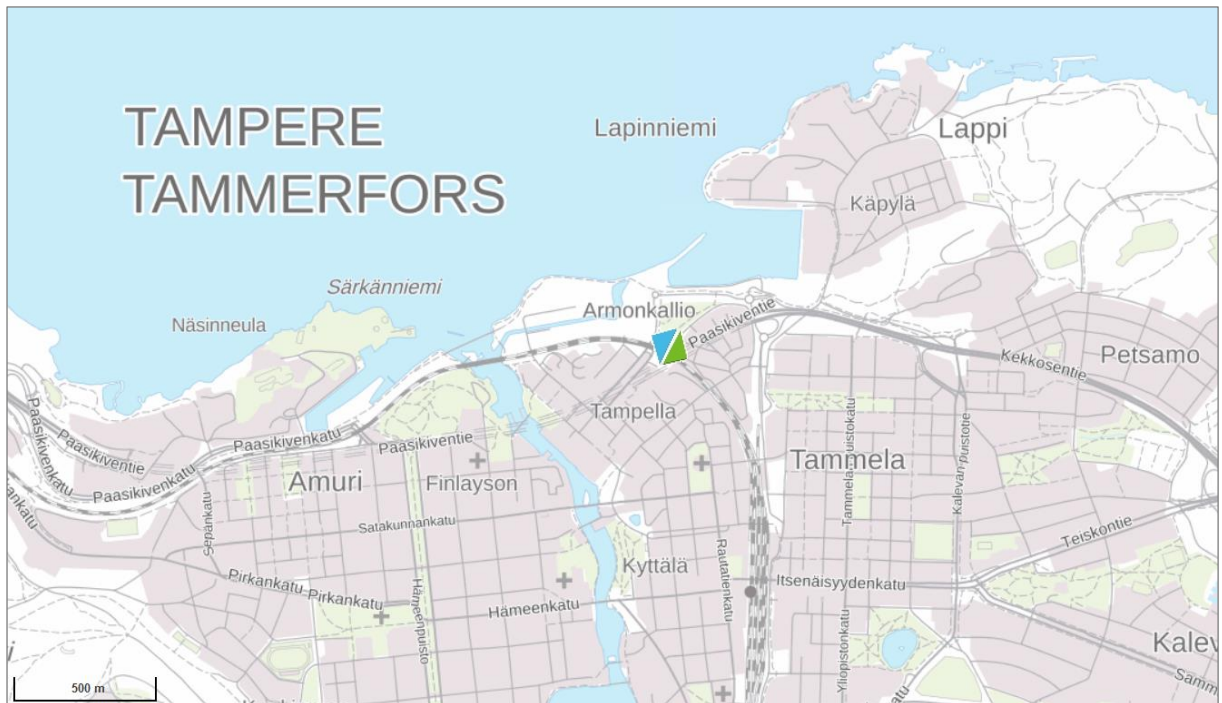 TAMPERE
TAMMERFORS
Lapinniemi
Lappi
Käpylä
Särkänniemi
Näsinneula
Armonkallio
Paasikiventie
Kekkosentie
Petsamo
Paasikivenkatu
Paasikiventie
Paasikivenkatu
Paasikivenkatu
Paasikiventie
Tampella
Amuri
Finlayson
Tammela
Tammelan puistokatu
Kalevan puistotie
Sepänkatu
Satakunnankatu
Teiskontie
Kyttälä
Rautatienkatu
Itsenäisyydenkatu
Pirkankatu
Pirkankatu
Hämeenkatu
Hämeenpuisto
Yliopistonkatu
Kalev
Samm
500 m